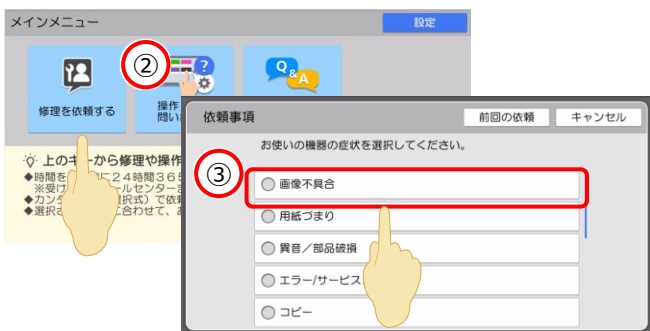 メインメニュー
設定
②
修理を依頼する
操作
問い
Q&A
上のキーから修理や操作
◆時間を
に24時間365
※受け
ールセンター
◆カンタ
択式）で依
◆選択さ
に合わせて、
依頼事項
前回の依頼
キャンセル
お使いの機器の症状を選択してください。
③
画像不具合
用紙づまり
異音／部品破損
エラー/サービス
コピー